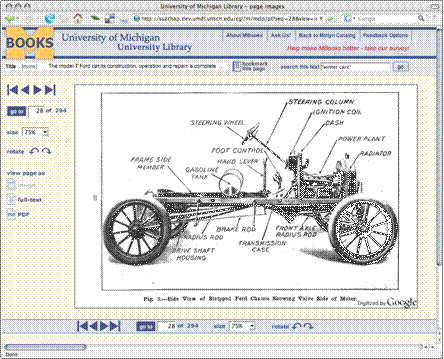 University of Michigan Library - page images
http://suzchap.dev.umdl.umich.edu/cgi/m/mdp/pt?seq=28&view=i
M
BOOKS
University of Michigan
University Library
About MBooks
Ask Us!
Back to Mirlyn Catalog
Feedback Options
Help make MBooks better - take our survey!
Title [more] The model T Ford car its construction, operation and repair, a complete ...
bookmark this page
search this text
"winter care"
go
go to 28 of 294
size 75%
rotate
view page as
image
full-text
PDF
STEERING COLUMN
IGNITION COIL
STEERING WHEEL
DASH
FOOT CONTROL
POWER PLANT
HAND LEVER
RADIATOR
FRAME SIDE MEMBER
GASOLINE TANK
BRAKE ROD
FRONT AXLE RADIUS ROD
RADIUS ROD
TRANSMISSION CASE
DRIVE SHAFT HOUSING
Fig. 3.—Side View of Stripped Ford Chassis Showing Valve Side of Motor.
Digitized by Google
go to 28 of 294 size 75% rotate
Done